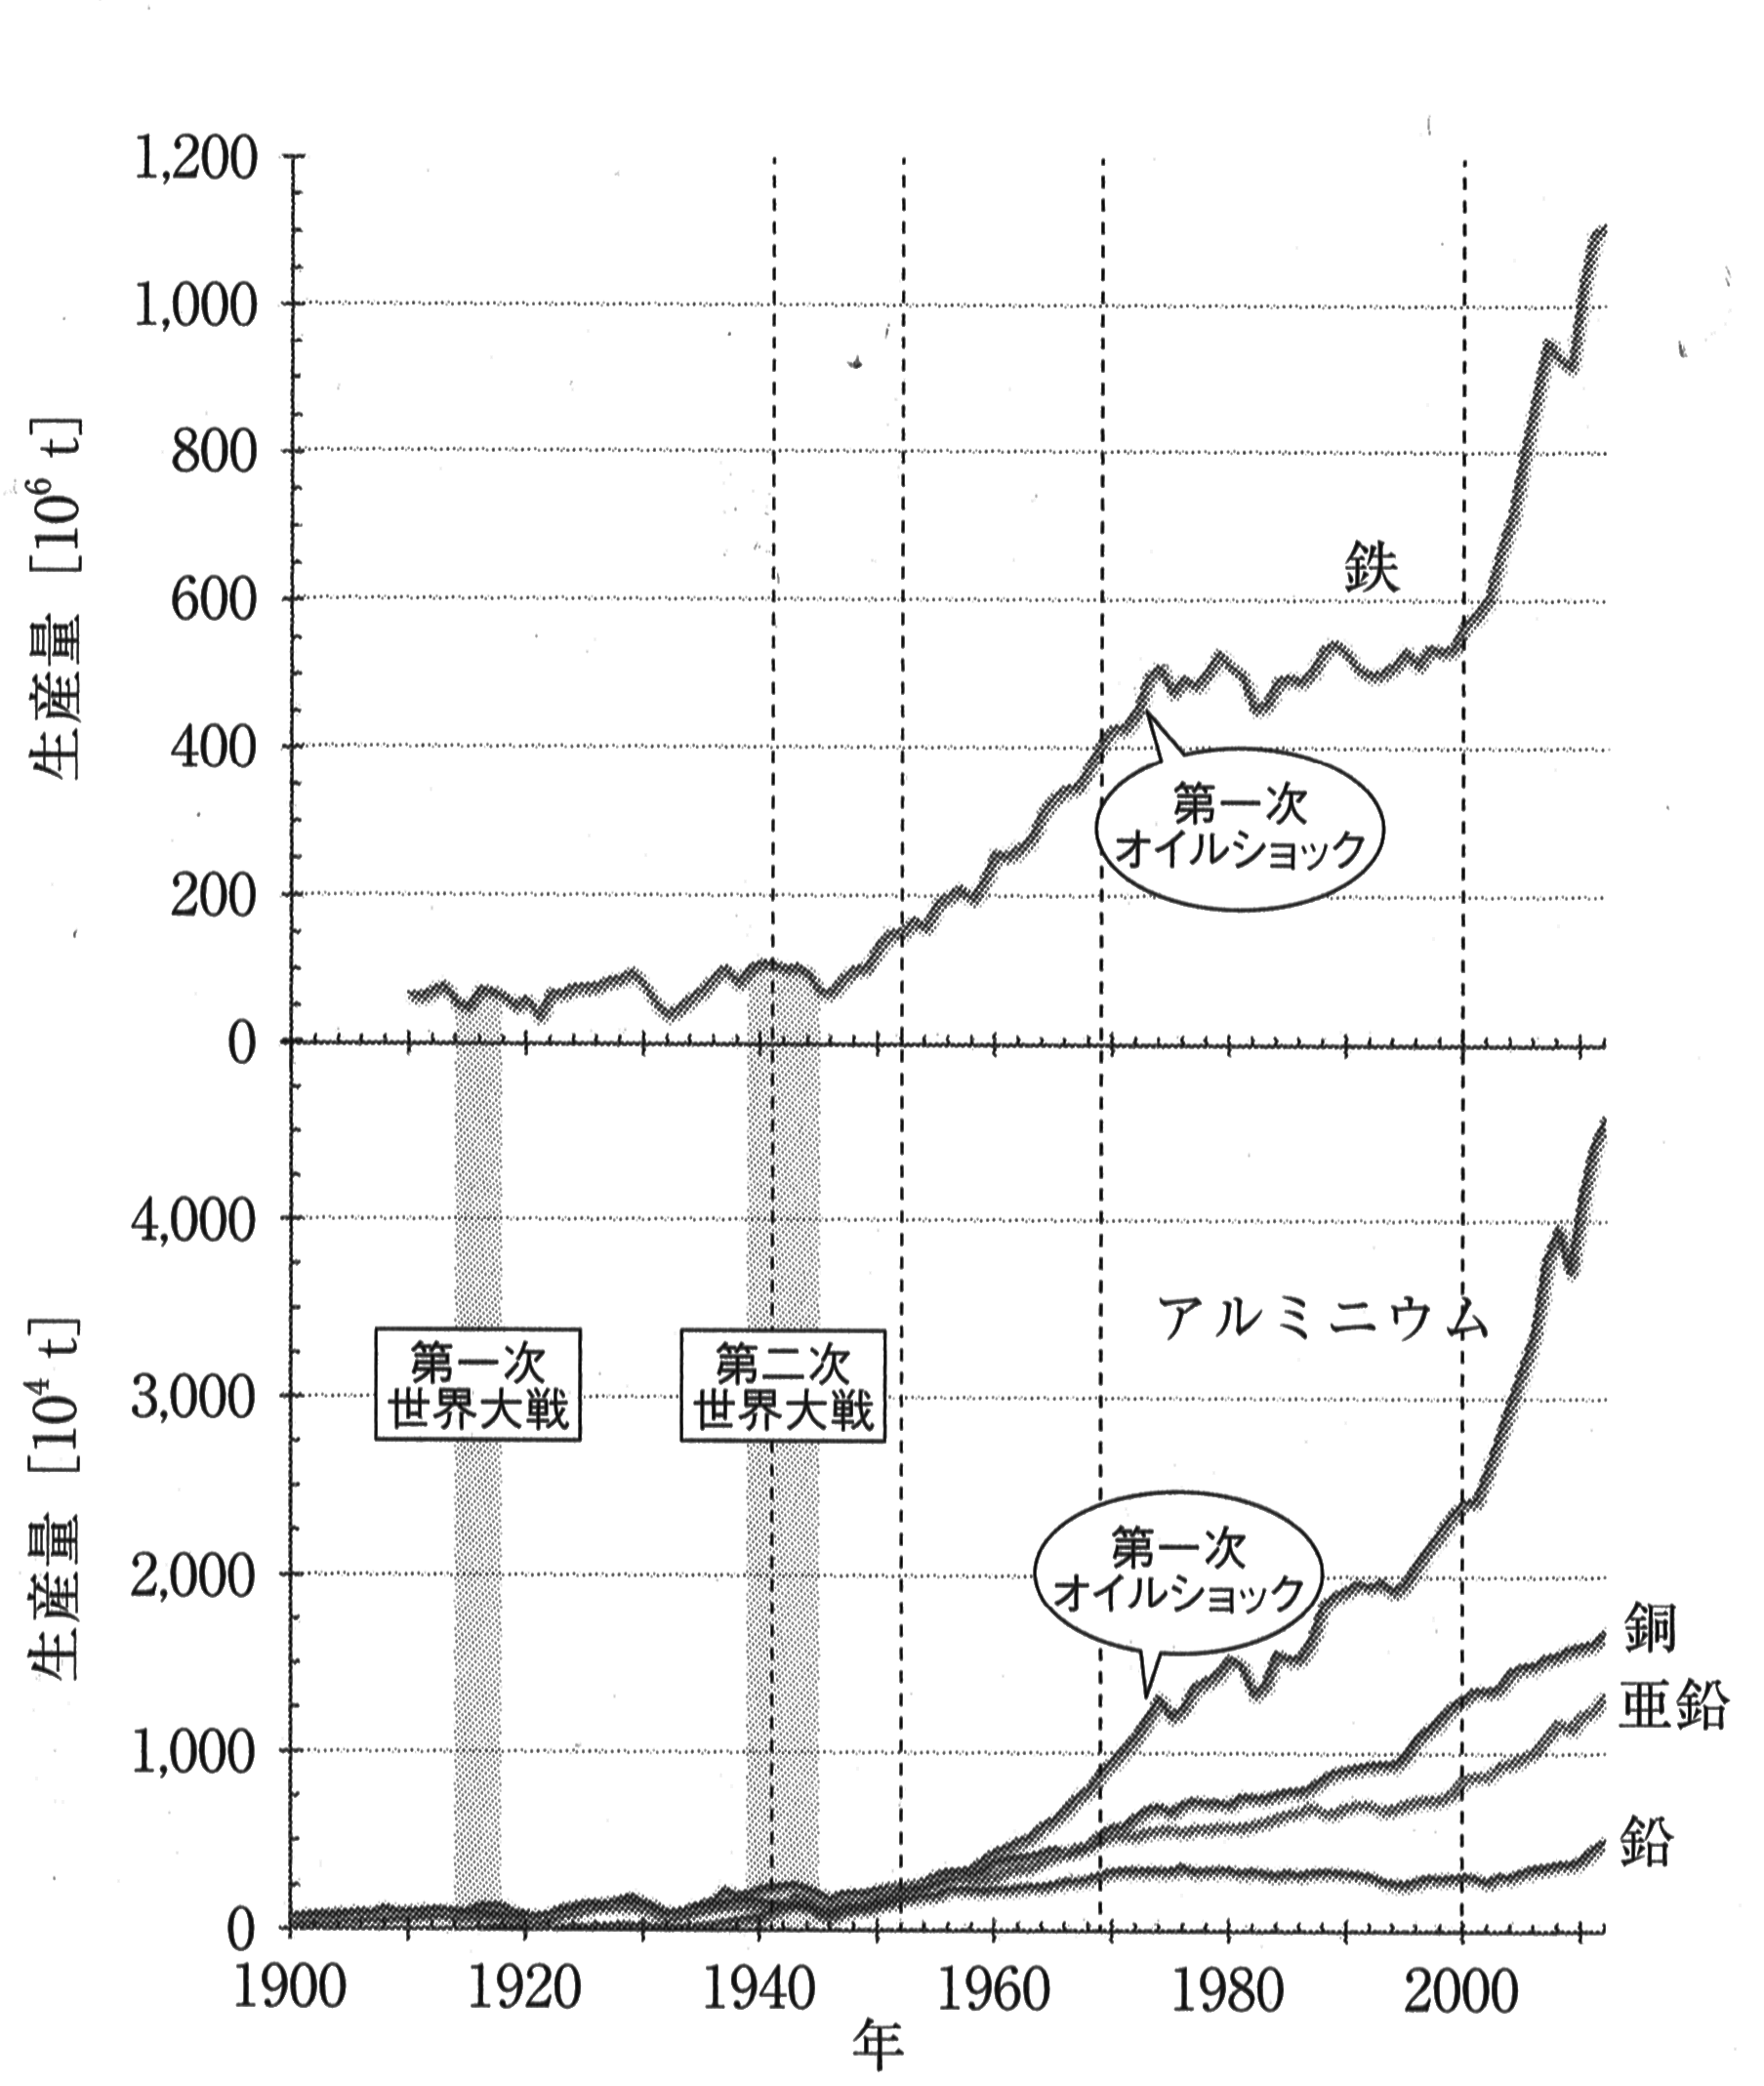 1,200
1,000
800
600
400
200
0
生産量 [10⁶ t]
鉄
第一次
オイルショック
4,000
3,000
2,000
1,000
0
生産量 [10⁴ t]
第一次
世界大戦
第二次
世界大戦
アルミニウム
第一次
オイルショック
銅
亜鉛
鉛
1900 1920 1940 1960 1980 2000
年